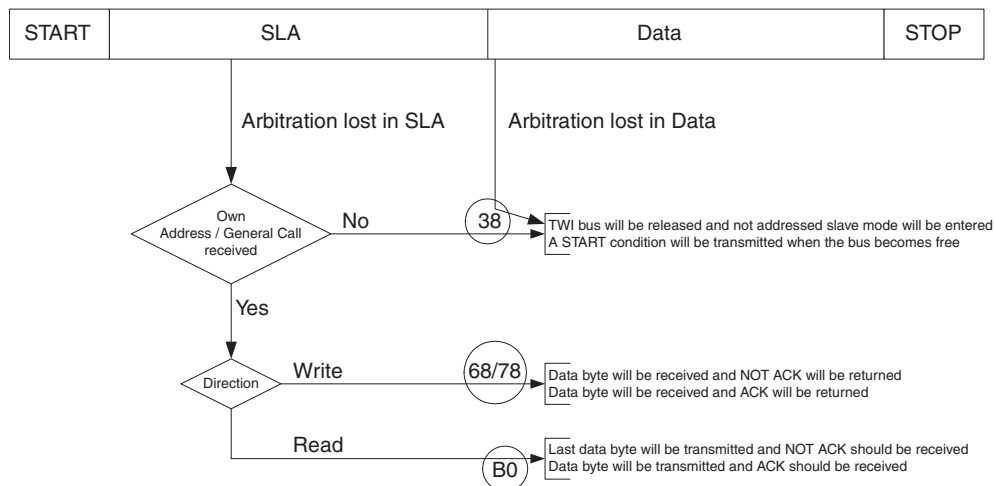 START SLA Data STOP
Arbitration lost in SLA Arbitration lost in Data
Own
Address / General Call
received
No
38
TWI bus will be released and not addressed slave mode will be entered
A START condition will be transmitted when the bus becomes free
Yes
Direction
Write
68/78
Data byte will be received and NOT ACK will be returned
Data byte will be received and ACK will be returned
Read
B0
Last data byte will be transmitted and NOT ACK should be received
Data byte will be transmitted and ACK should be received